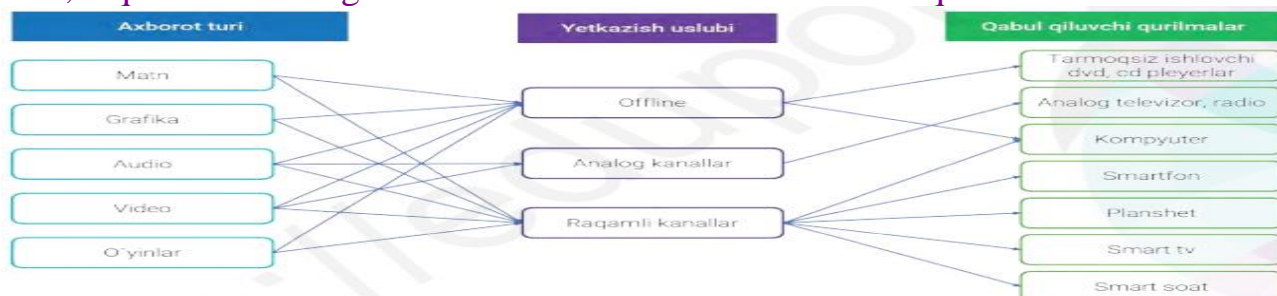 Axborot turi
Yetkazish uslubi
Qabul qiluvchi qurilmalar
Matn
Grafika
Audio
Video
O`yinlar
Offline
Analog kanallar
Raqamli kanallar
Tarmoqsiz ishlovchi
dvd, cd pleyerlar
Analog televizor, radio
Kompyuter
Smartfon
Planshet
Smart tv
Smart soat